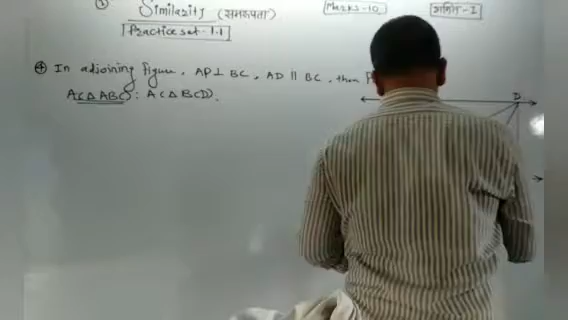 Similarity (समरूपता)
Marks-10
गणित-I
Practice set-1.1
④ In adjoining figure, AP⊥BC, AD || BC, then
A(△ABC) : A(△BCD).
D